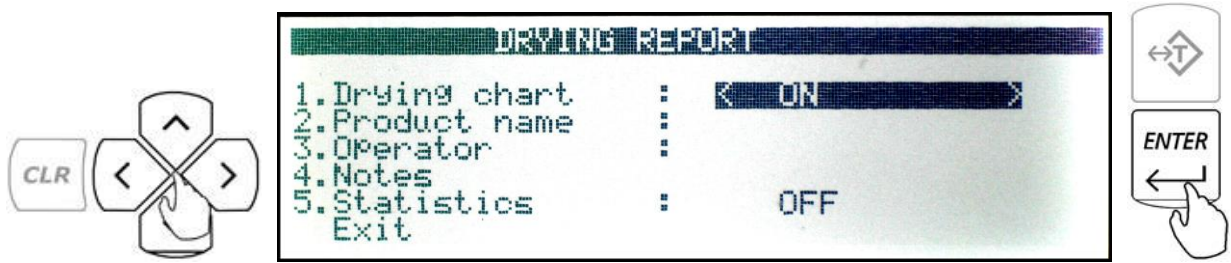 DRYING REPORT
1.Drying chart : < ON >
2.Product name :
3.Operator :
4.Notes
5.Statistics : OFF
Exit
CLR
↔T
ENTER